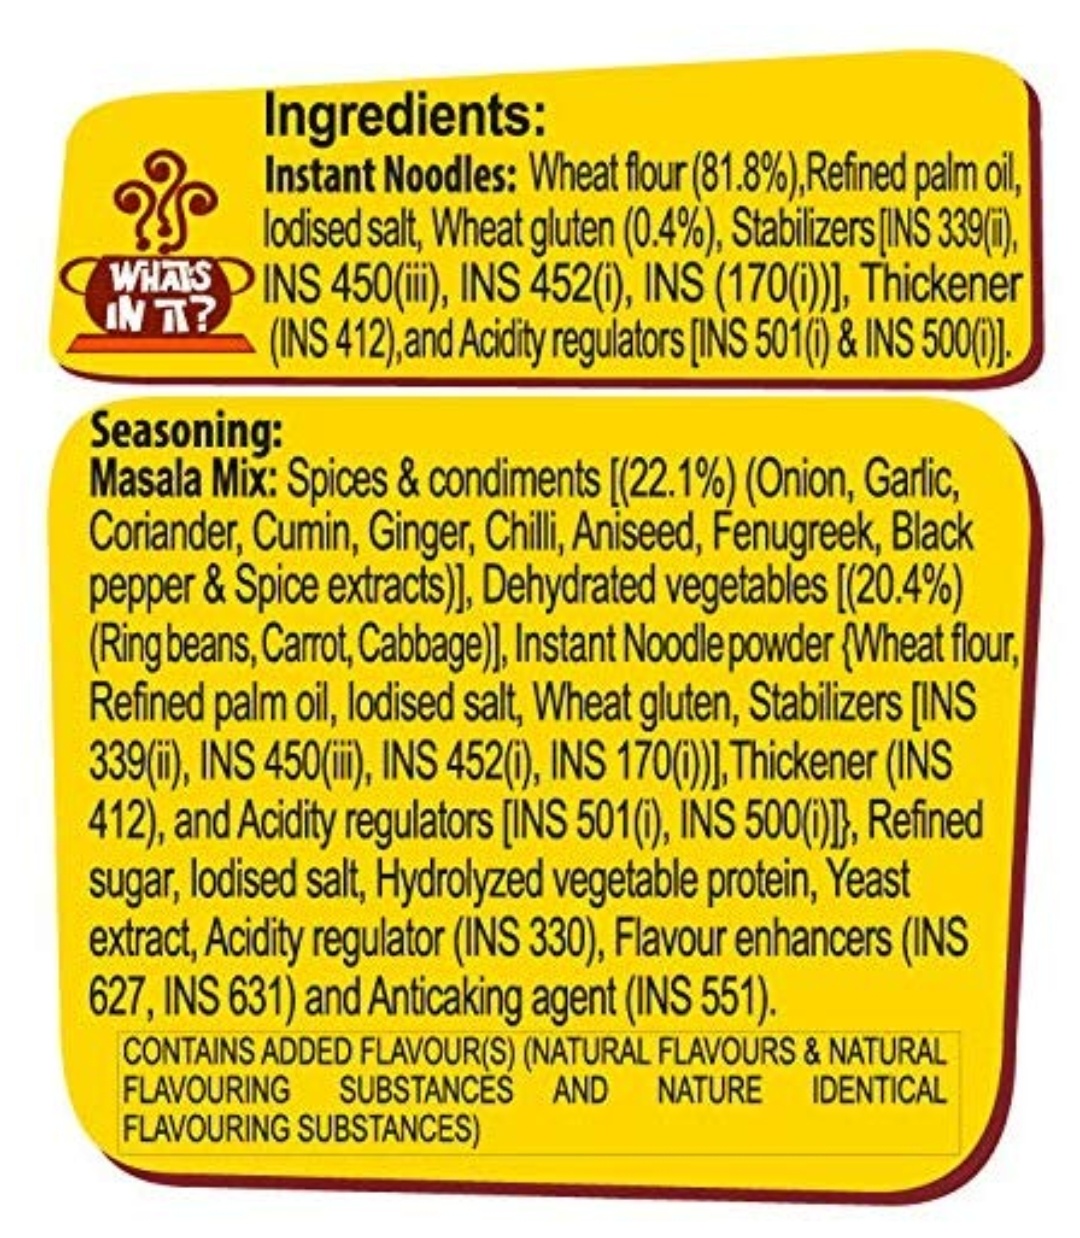 Ingredients:
Instant Noodles: Wheat flour (81.8%),Refined palm oil,
Iodised salt, Wheat gluten (0.4%), Stabilizers [INS 339(ii),
WHAT'S
IN IT?
INS 450(iii), INS 452(i), INS (170(i))], Thickener
(INS 412),and Acidity regulators [INS 501(i) & INS 500(i)].
Seasoning:
Masala Mix: Spices & condiments [(22.1%) (Onion, Garlic,
Coriander, Cumin, Ginger, Chilli, Aniseed, Fenugreek, Black
pepper & Spice extracts)], Dehydrated vegetables [(20.4%)
(Ring beans, Carrot, Cabbage)], Instant Noodle powder {Wheat flour,
Refined palm oil, Iodised salt, Wheat gluten, Stabilizers [INS
339(ii), INS 450(iii), INS 452(i), INS 170(i))],Thickener (INS
412), and Acidity regulators [INS 501(i), INS 500(i)]}, Refined
sugar, Iodised salt, Hydrolyzed vegetable protein, Yeast
extract, Acidity regulator (INS 330), Flavour enhancers (INS
627, INS 631) and Anticaking agent (INS 551).
CONTAINS ADDED FLAVOUR(S) (NATURAL FLAVOURS & NATURAL
FLAVOURING SUBSTANCES AND NATURE IDENTICAL
FLAVOURING SUBSTANCES)